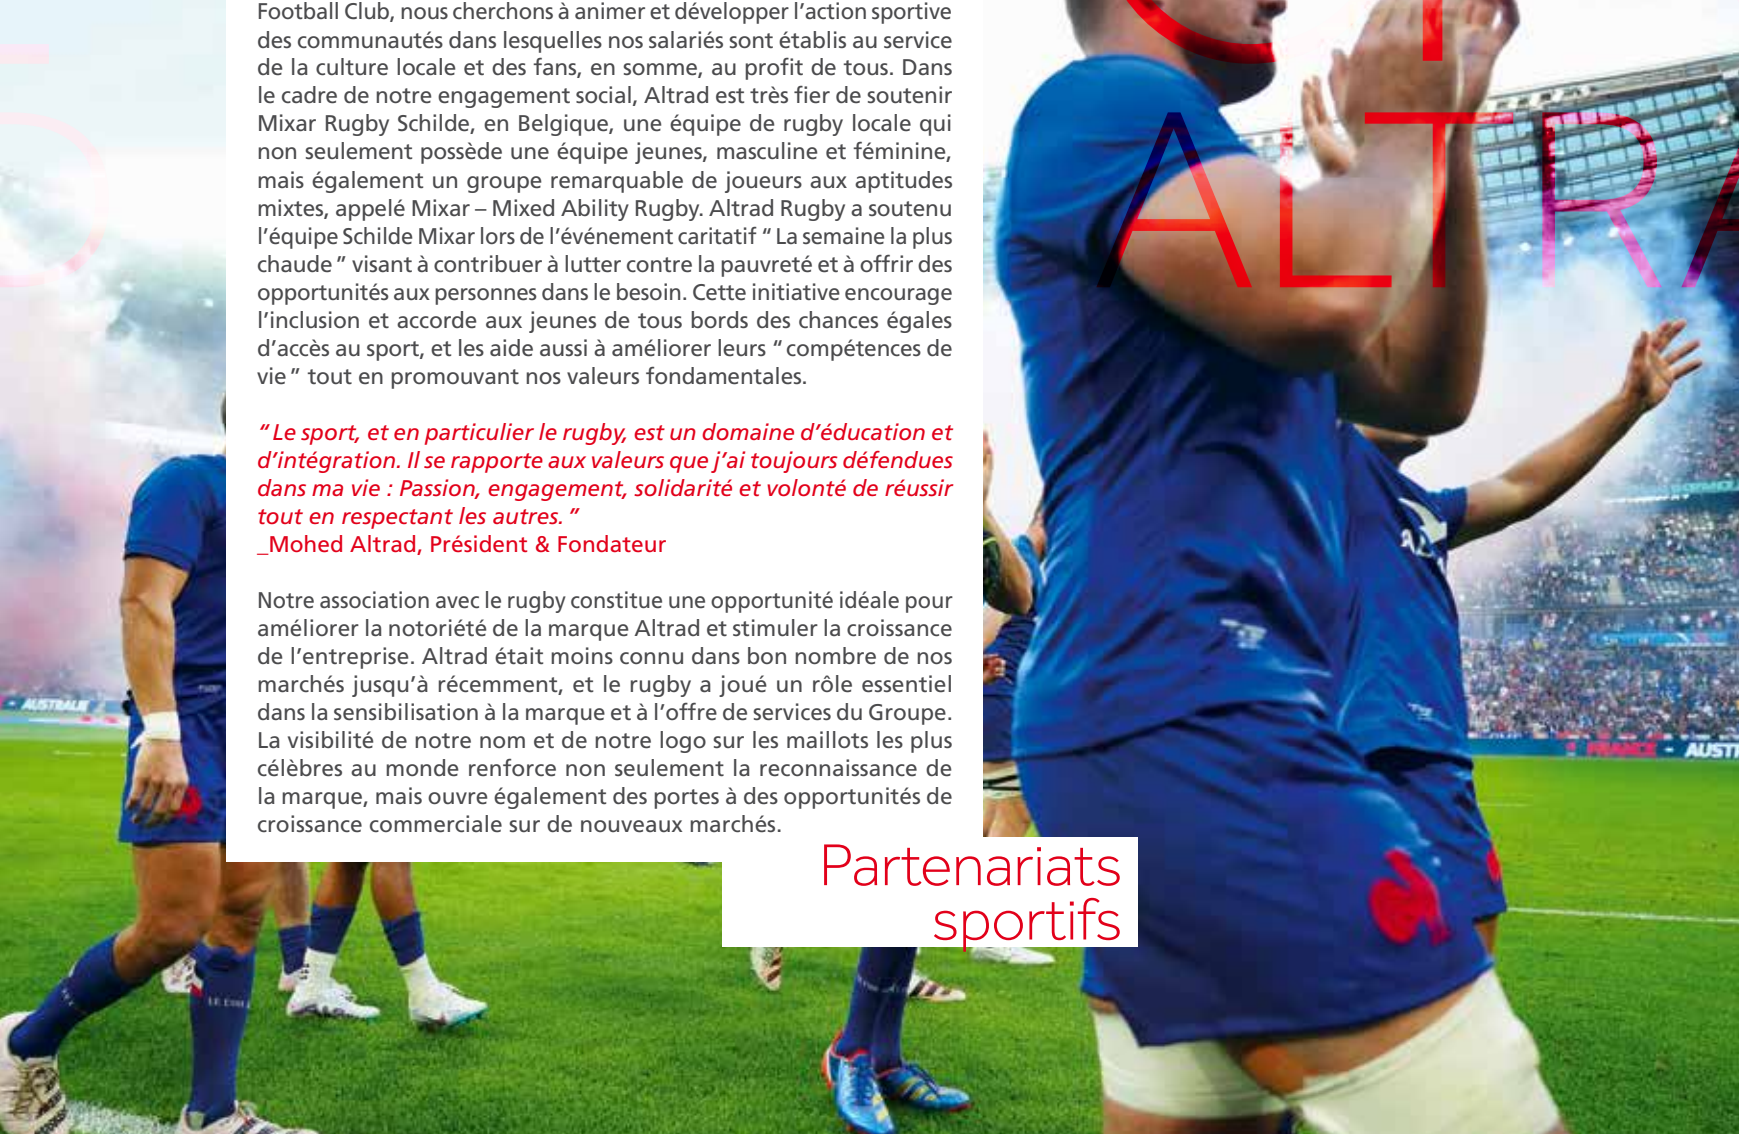 Football Club, nous cherchons à animer et développer l’action sportive
des communautés dans lesquelles nos salariés sont établis au service
de la culture locale et des fans, en somme, au profit de tous. Dans
le cadre de notre engagement social, Altrad est très fier de soutenir
Mixar Rugby Schilde, en Belgique, une équipe de rugby locale qui
non seulement possède une équipe jeunes, masculine et féminine,
mais également un groupe remarquable de joueurs aux aptitudes
mixtes, appelé Mixar – Mixed Ability Rugby. Altrad Rugby a soutenu
l’équipe Schilde Mixar lors de l’événement caritatif “ La semaine la plus
chaude ” visant à contribuer à lutter contre la pauvreté et à offrir des
opportunités aux personnes dans le besoin. Cette initiative encourage
l’inclusion et accorde aux jeunes de tous bords des chances égales
d’accès au sport, et les aide aussi à améliorer leurs “ compétences de
vie ” tout en promouvant nos valeurs fondamentales.
“ Le sport, et en particulier le rugby, est un domaine d’éducation et
d’intégration. Il se rapporte aux valeurs que j’ai toujours défendues
dans ma vie : Passion, engagement, solidarité et volonté de réussir
tout en respectant les autres. ”
_Mohed Altrad, Président & Fondateur
Notre association avec le rugby constitue une opportunité idéale pour
améliorer la notoriété de la marque Altrad et stimuler la croissance
de l’entreprise. Altrad était moins connu dans bon nombre de nos
marchés jusqu’à récemment, et le rugby a joué un rôle essentiel
dans la sensibilisation à la marque et à l’offre de services du Groupe.
La visibilité de notre nom et de notre logo sur les maillots les plus
célèbres au monde renforce non seulement la reconnaissance de
la marque, mais ouvre également des portes à des opportunités de
croissance commerciale sur de nouveaux marchés.
Partenariats
sportifs
ALTRA
AUSTRALIE
FRANCE - AUSTR